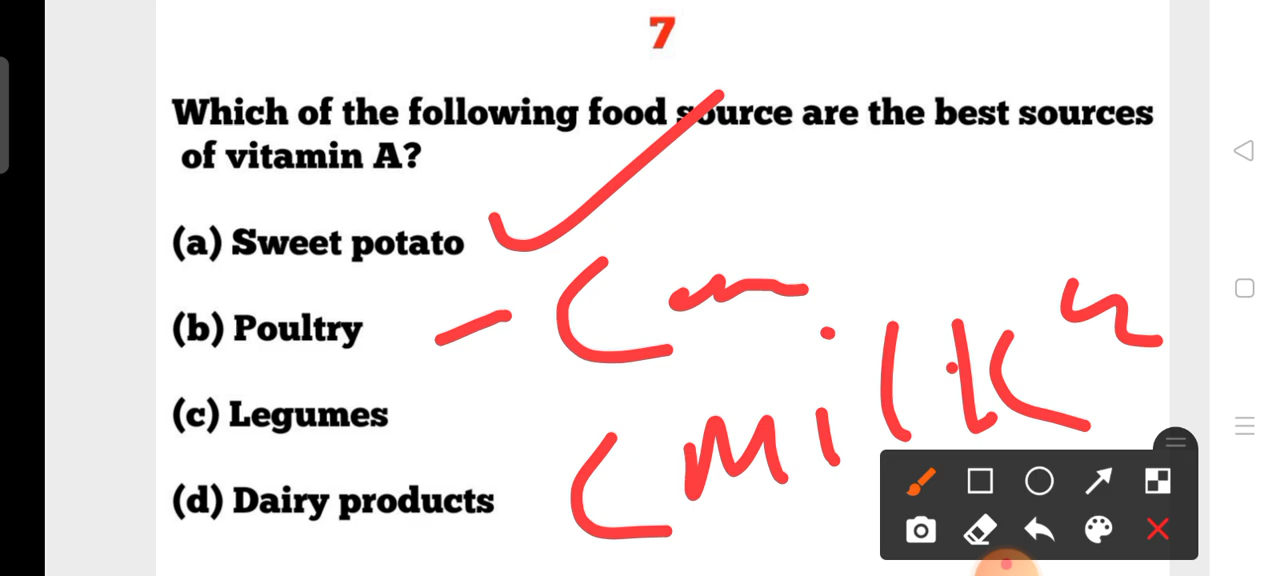 7
Which of the following food source are the best sources
of vitamin A?
(a) Sweet potato
(b) Poultry
(c) Legumes
(d) Dairy products
Milk